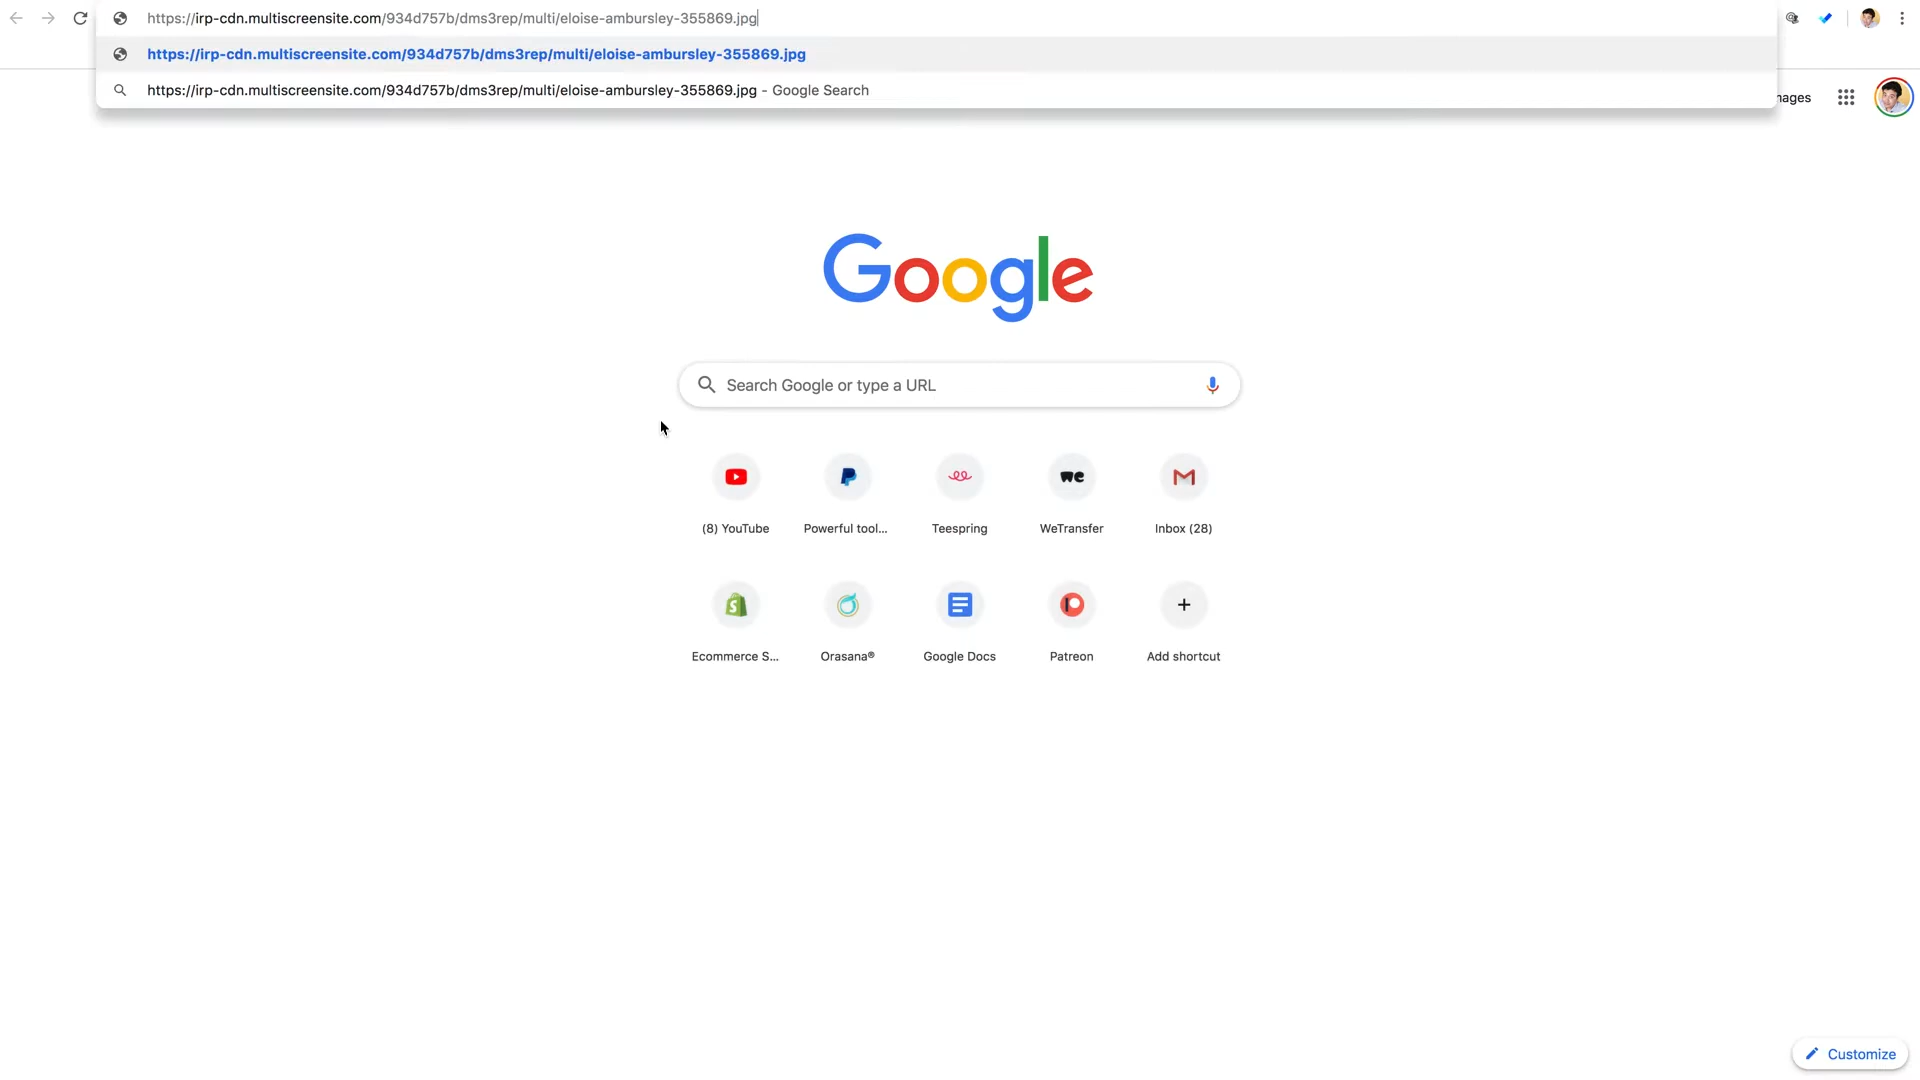 https://irp-cdn.multiscreensite.com/934d757b/dms3rep/multi/eloise-ambursley-355869.jpg
https://irp-cdn.multiscreensite.com/934d757b/dms3rep/multi/eloise-ambursley-355869.jpg
https://irp-cdn.multiscreensite.com/934d757b/dms3rep/multi/eloise-ambursley-355869.jpg - Google Search
Google
Search Google or type a URL
we
(8) YouTube Powerful tool... Teespring WeTransfer Inbox (28)
Ecommerce S... Orasana® Google Docs Patreon Add shortcut
Customize